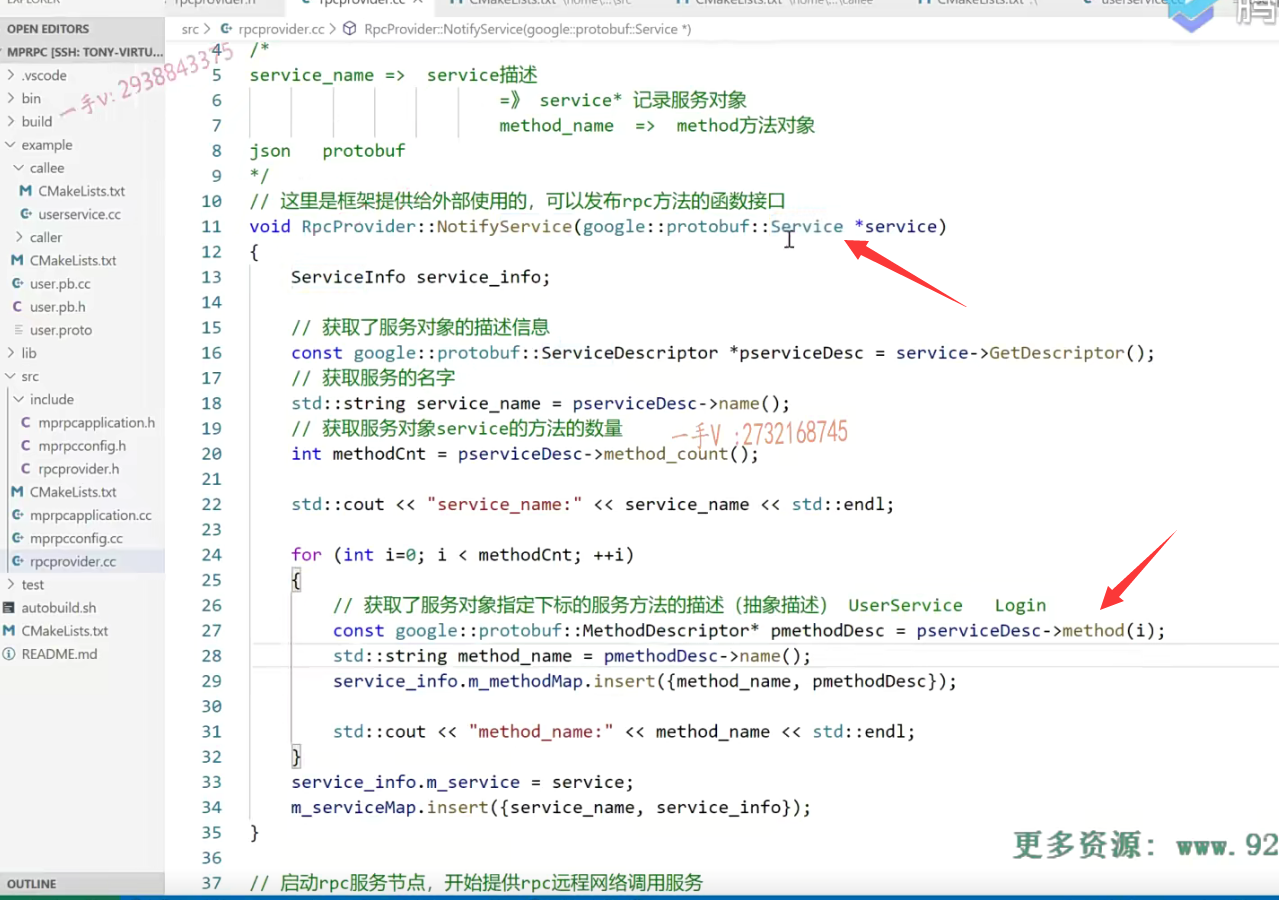 rpcprovider.h
rpcprovider.cc
CMakeLists.txt
CMakeLists.txt
CMakeLists.txt
OPEN EDITORS
MPRPC [SSH: TONY-VIRTU...
.vscode
bin
build
example
callee
CMakeLists.txt
userservice.cc
caller
CMakeLists.txt
user.pb.cc
user.pb.h
user.proto
lib
src
include
mprpcapplication.h
mprpcconfig.h
rpcprovider.h
CMakeLists.txt
mprpcapplication.cc
mprpcconfig.cc
rpcprovider.cc
test
autobuild.sh
CMakeLists.txt
README.md
OUTLINE
src > rpcprovider.cc > RpcProvider::NotifyService(google::protobuf::Service *)
4 /*
5 service_name => service描述
6 =》 service* 记录服务对象
7 method_name => method方法对象
8 json protobuf
9 */
10 // 这里是框架提供给外部使用的，可以发布rpc方法的函数接口
11 void RpcProvider::NotifyService(google::protobuf::Service *service)
12 {
13 ServiceInfo service_info;
14
15 // 获取了服务对象的描述信息
16 const google::protobuf::ServiceDescriptor *pserviceDesc = service->GetDescriptor();
17 // 获取服务的名字
18 std::string service_name = pserviceDesc->name();
19 // 获取服务对象service的方法的数量
20 int methodCnt = pserviceDesc->method_count();
21
22 std::cout << "service_name:" << service_name << std::endl;
23
24 for (int i=0; i < methodCnt; ++i)
25 {
26 // 获取了服务对象指定下标的服务方法的描述（抽象描述） UserService Login
27 const google::protobuf::MethodDescriptor* pmethodDesc = pserviceDesc->method(i);
28 std::string method_name = pmethodDesc->name();
29 service_info.m_methodMap.insert({method_name, pmethodDesc});
30
31 std::cout << "method_name:" << method_name << std::endl;
32 }
33 service_info.m_service = service;
34 m_serviceMap.insert({service_name, service_info});
35 }
36
37 // 启动rpc服务节点，开始提供rpc远程网络调用服务
一手V: 2938843375
一手V :2732168745
更多资源: www.92